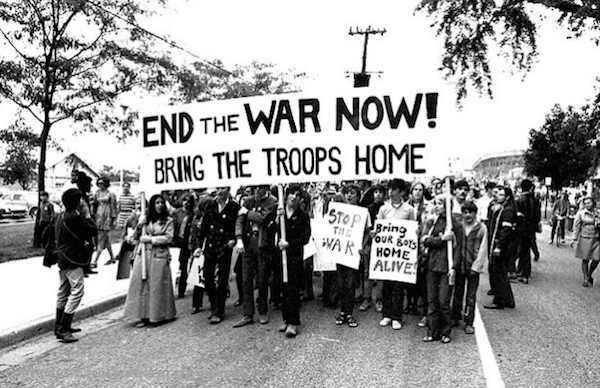 END THE WAR NOW!
BRING THE TROOPS HOME
STOP
THE
WAR
Bring
OUR BOYS
HOME
ALIVE!